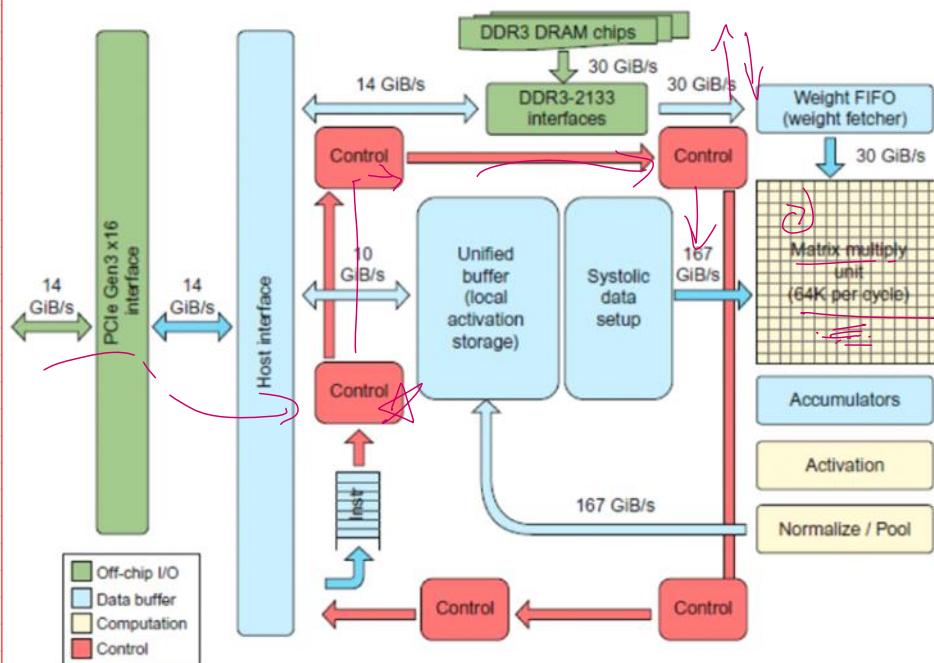 DDR3 DRAM chips
30 GiB/s
14 GiB/s
DDR3-2133
interfaces
30 GiB/s
Weight FIFO
(weight fetcher)
30 GiB/s
Control
Control
PCIe Gen3 x16
interface
Host interface
14
GiB/s
14
GiB/s
10
GiB/s
Unified
buffer
(local
activation
storage)
Systolic
data
setup
167
GiB/s
Matrix multiply
unit
(64K per cycle)
Control
Instr
Accumulators
Activation
Normalize / Pool
167 GiB/s
Control
Control
Off-chip I/O
Data buffer
Computation
Control